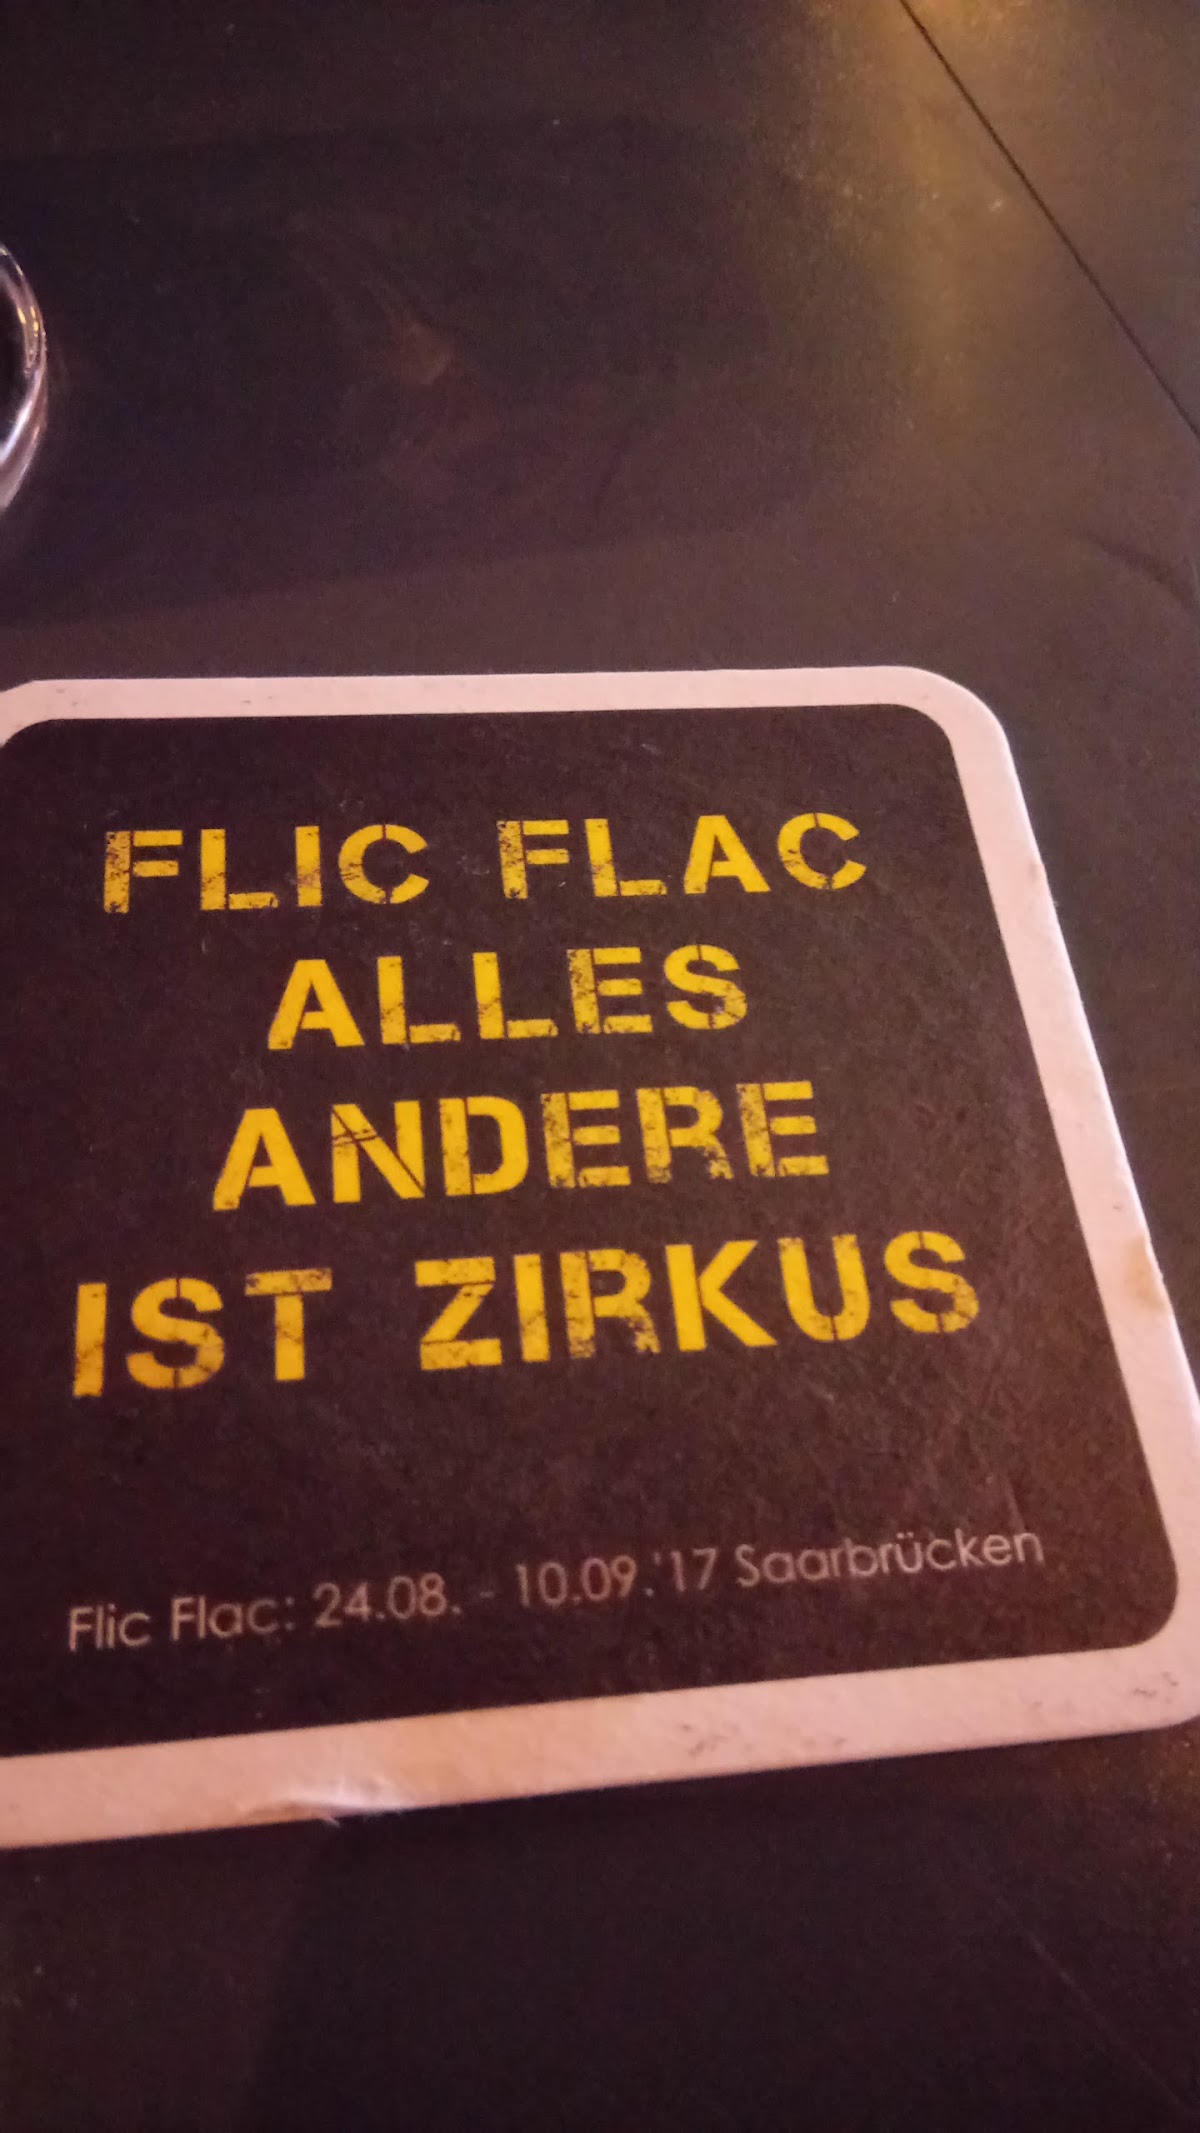 FLIC FLAC
ALLES
ANDERE
IST ZIRKUS
Flic Flac: 24.08. - 10.09.'17 Saarbrücken